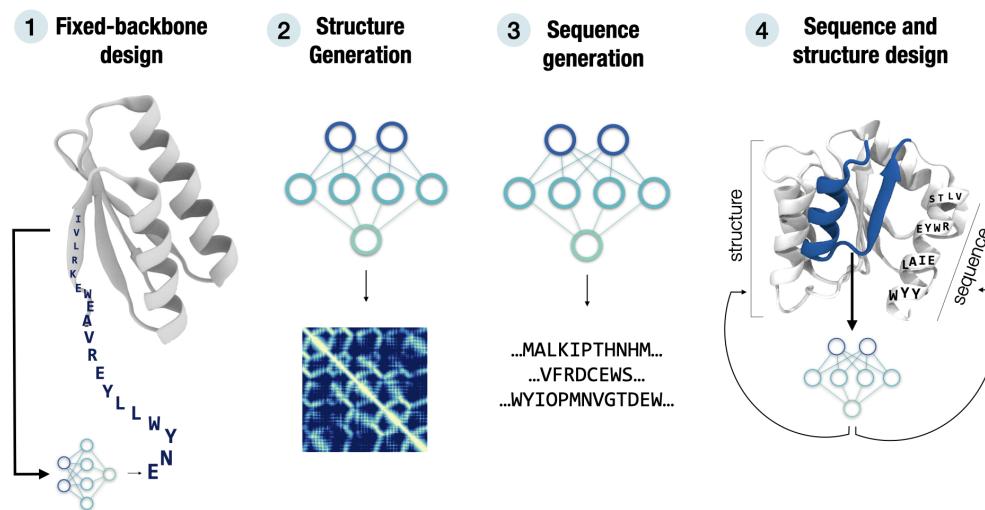 1 Fixed-backbone
design
2 Structure
Generation
3 Sequence
generation
4 Sequence and
structure design
I
V
L
R
K
E
W
E
A
V
R
E
Y
L
L
W
Y
N
E
...MALKIPTHNHM...
...VFRDCEWS...
...WYIOPMNVGTDEW...
structure
STLV
EYWR
LAIE
WYY
sequence